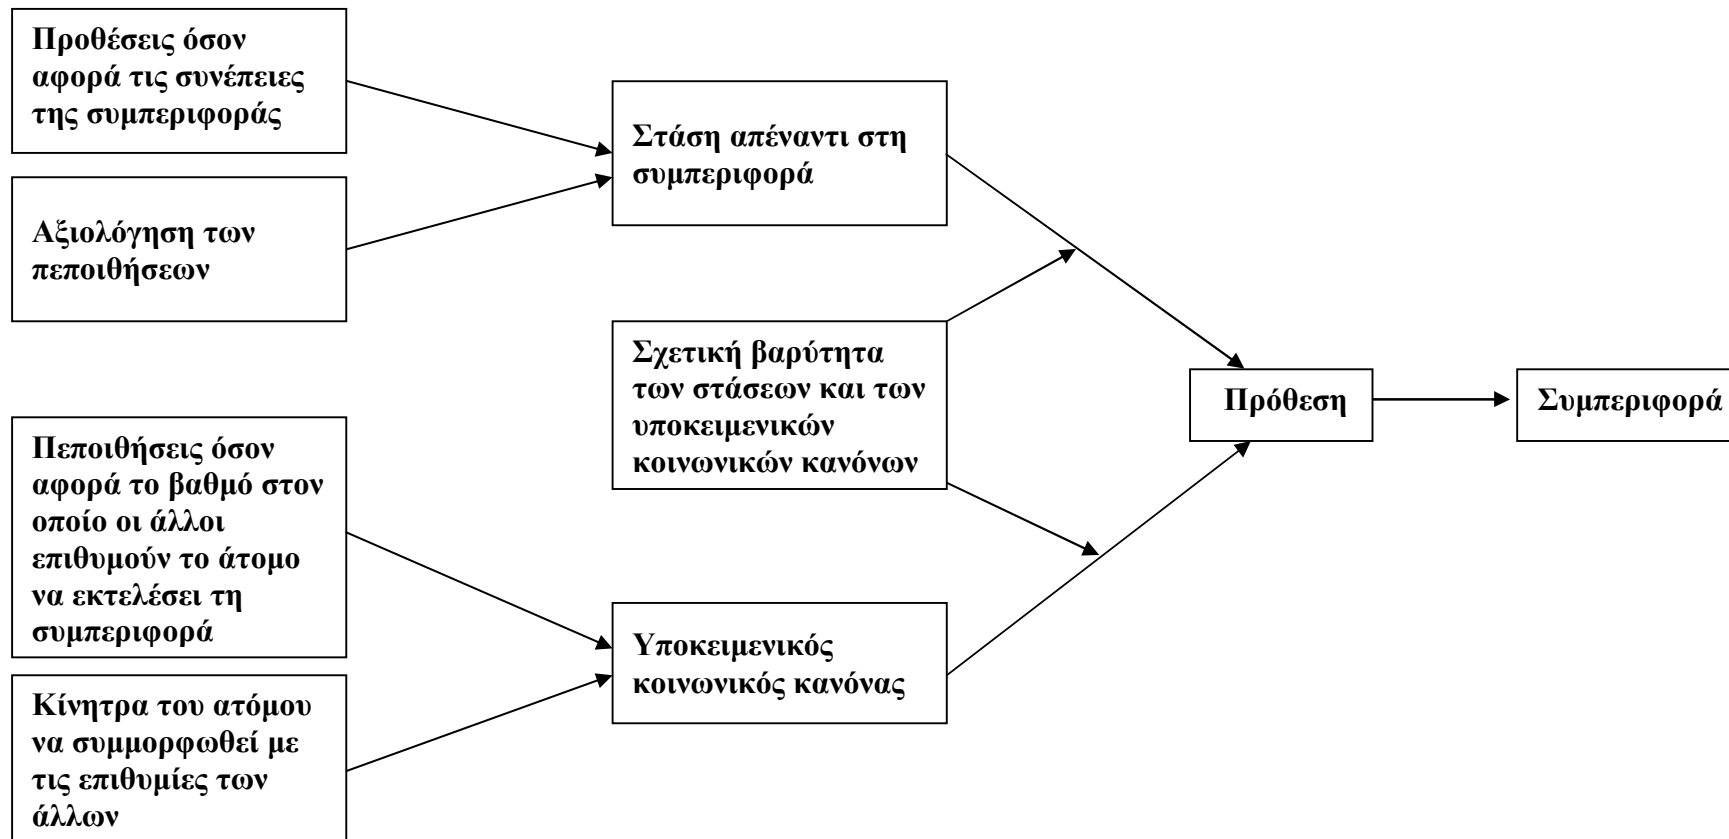 Προθέσεις όσον
αφορά τις συνέπειες
της συμπεριφοράς
Αξιολόγηση των
πεποιθήσεων
Πεποιθήσεις όσον
αφορά το βαθμό στον
οποίο οι άλλοι
επιθυμούν το άτομο
να εκτελέσει τη
συμπεριφορά
Κίνητρα του ατόμου
να συμμορφωθεί με
τις επιθυμίες των
άλλων
Στάση απέναντι στη
συμπεριφορά
Σχετική βαρύτητα
των στάσεων και των
υποκειμενικών
κοινωνικών κανόνων
Υποκειμενικός
κοινωνικός κανόνας
Πρόθεση
Συμπεριφορά